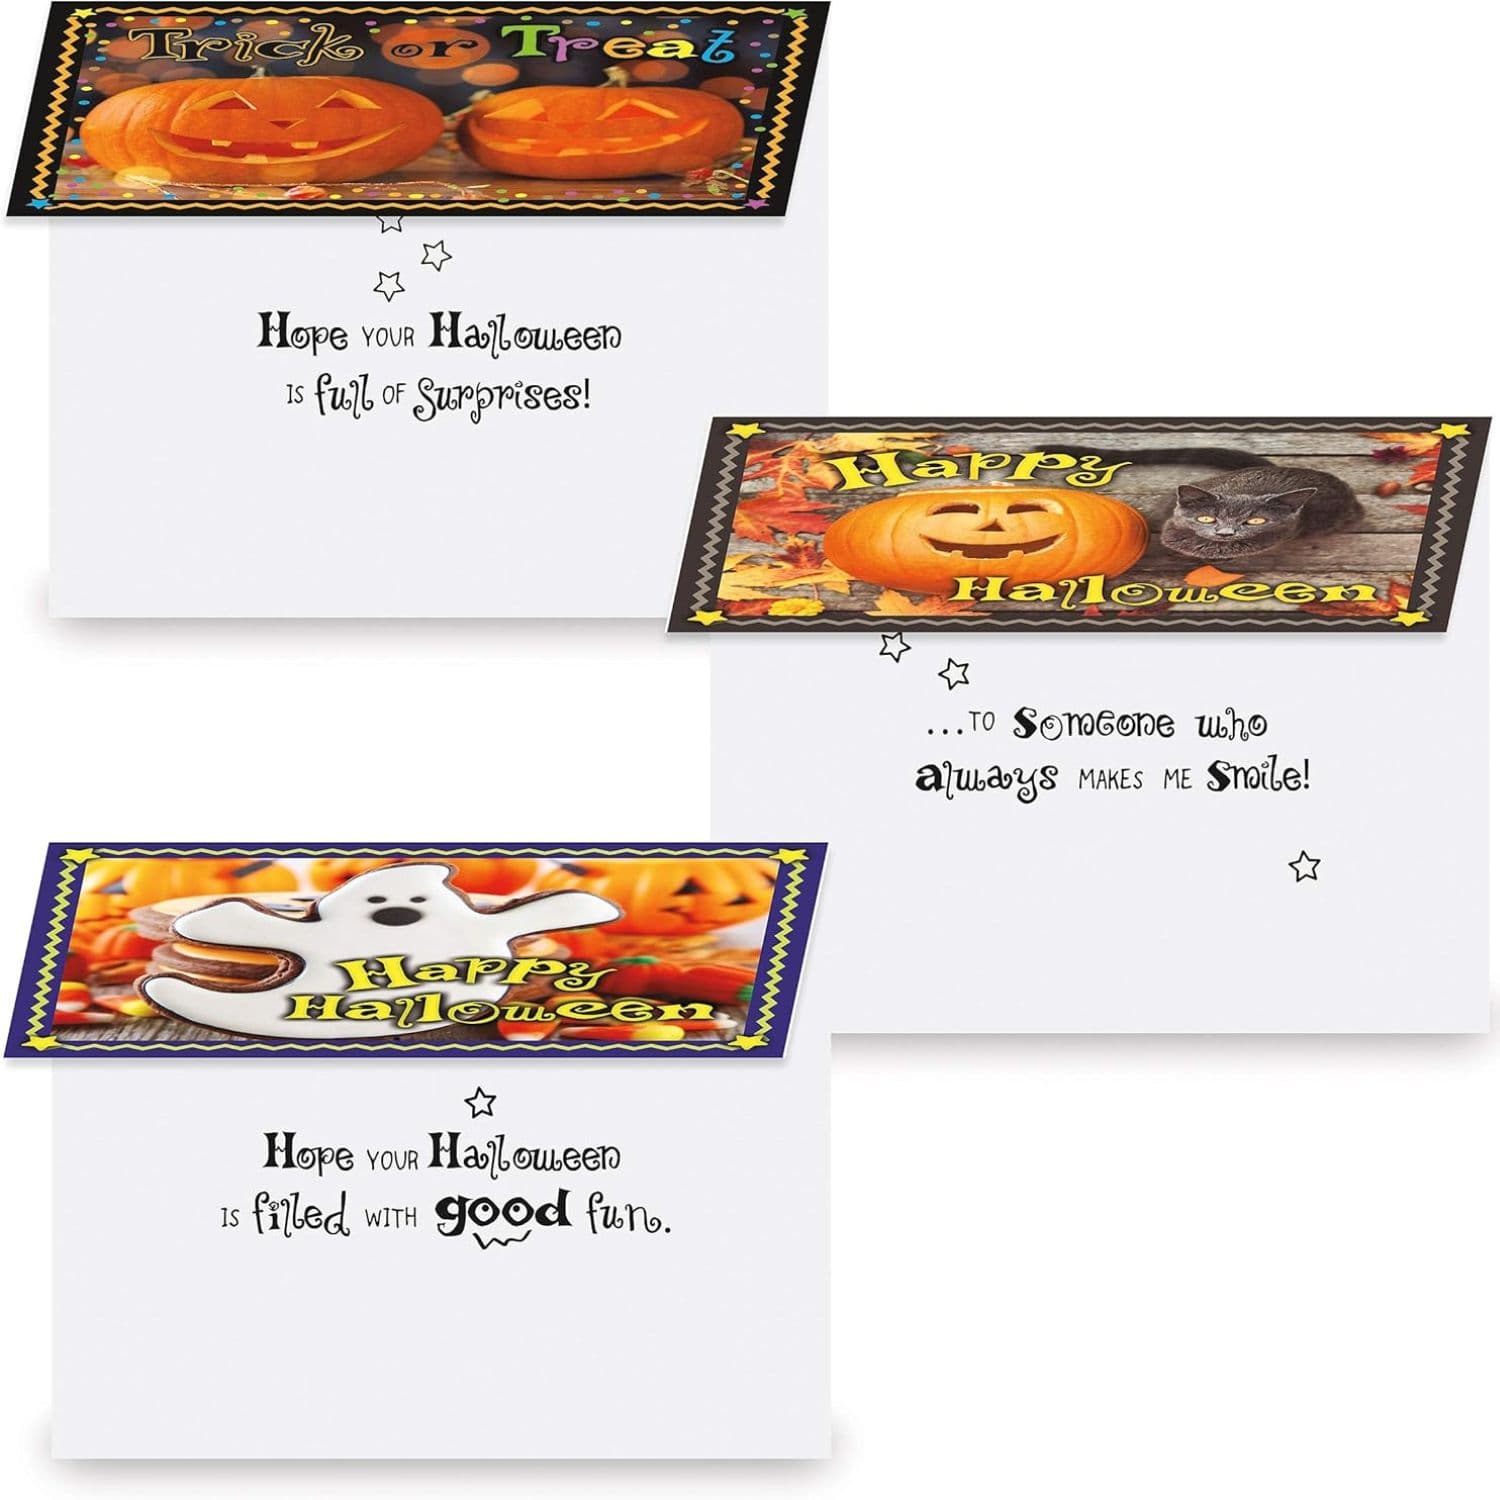 Trick or Treat
Hope YOUR Halloween
IS full OF Surprises!
Happy
Halloween
...TO Someone who
always MAKES ME Smile!
Happy
Halloween
Hope YOUR Halloween
IS filled WITH good fun.